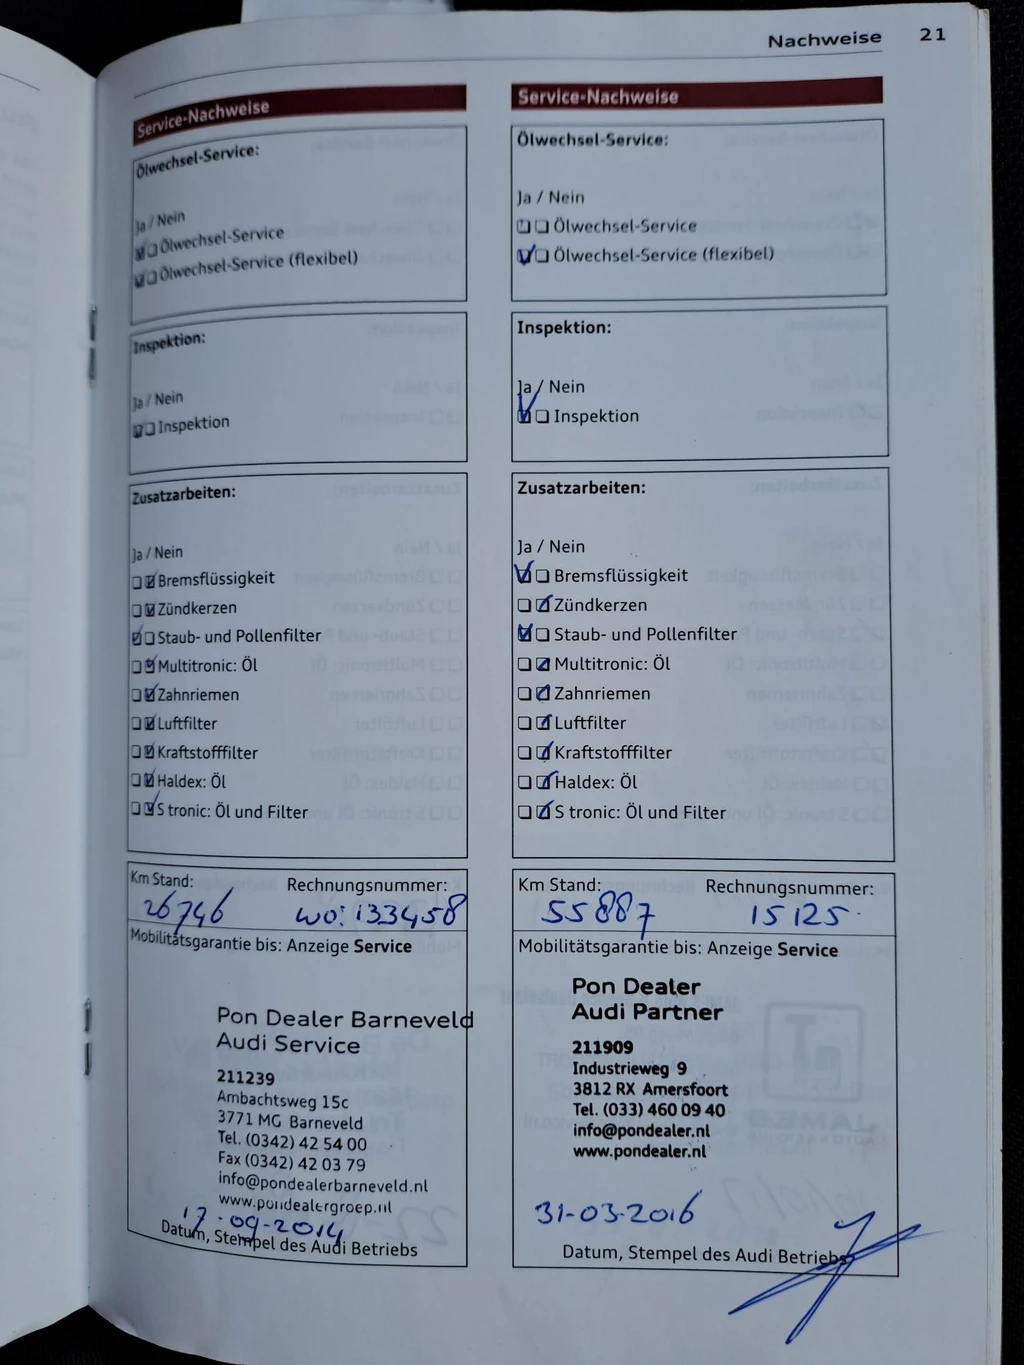 Nachweise 21
Service-Nachweise
Ölwechsel-Service:
Ja / Nein
Ölwechsel-Service
Ölwechsel-Service (flexibel)
Inspektion:
Ja / Nein
Inspektion
Zusatzarbeiten:
Ja / Nein
Bremsflüssigkeit
Zündkerzen
Staub- und Pollenfilter
Multitronic: Öl
Zahnriemen
Luftfilter
Kraftstofffilter
Haldex: Öl
S tronic: Öl und Filter
Km Stand: Rechnungsnummer:
26746 wo: 133458
Mobilitätsgarantie bis: Anzeige Service
Pon Dealer Barneveld
Audi Service
211239
Ambachtsweg 15c
3771 MG Barneveld
Tel. (0342) 42 54 00
Fax (0342) 42 03 79
info@pondealerbarneveld.nl
www.pondealergroep.nl
17-09-2014
Datum, Stempel des Audi Betriebs
Service-Nachweise
Ölwechsel-Service:
Ja / Nein
Ölwechsel-Service
Ölwechsel-Service (flexibel)
Inspektion:
Ja / Nein
Inspektion
Zusatzarbeiten:
Ja / Nein
Bremsflüssigkeit
Zündkerzen
Staub- und Pollenfilter
Multitronic: Öl
Zahnriemen
Luftfilter
Kraftstofffilter
Haldex: Öl
S tronic: Öl und Filter
Km Stand: Rechnungsnummer:
55887 15125.
Mobilitätsgarantie bis: Anzeige Service
Pon Dealer
Audi Partner
211909
Industrieweg 9
3812 RX Amersfoort
Tel. (033) 460 09 40
info@pondealer.nl
www.pondealer.nl
31-03-2016
Datum, Stempel des Audi Betriebs